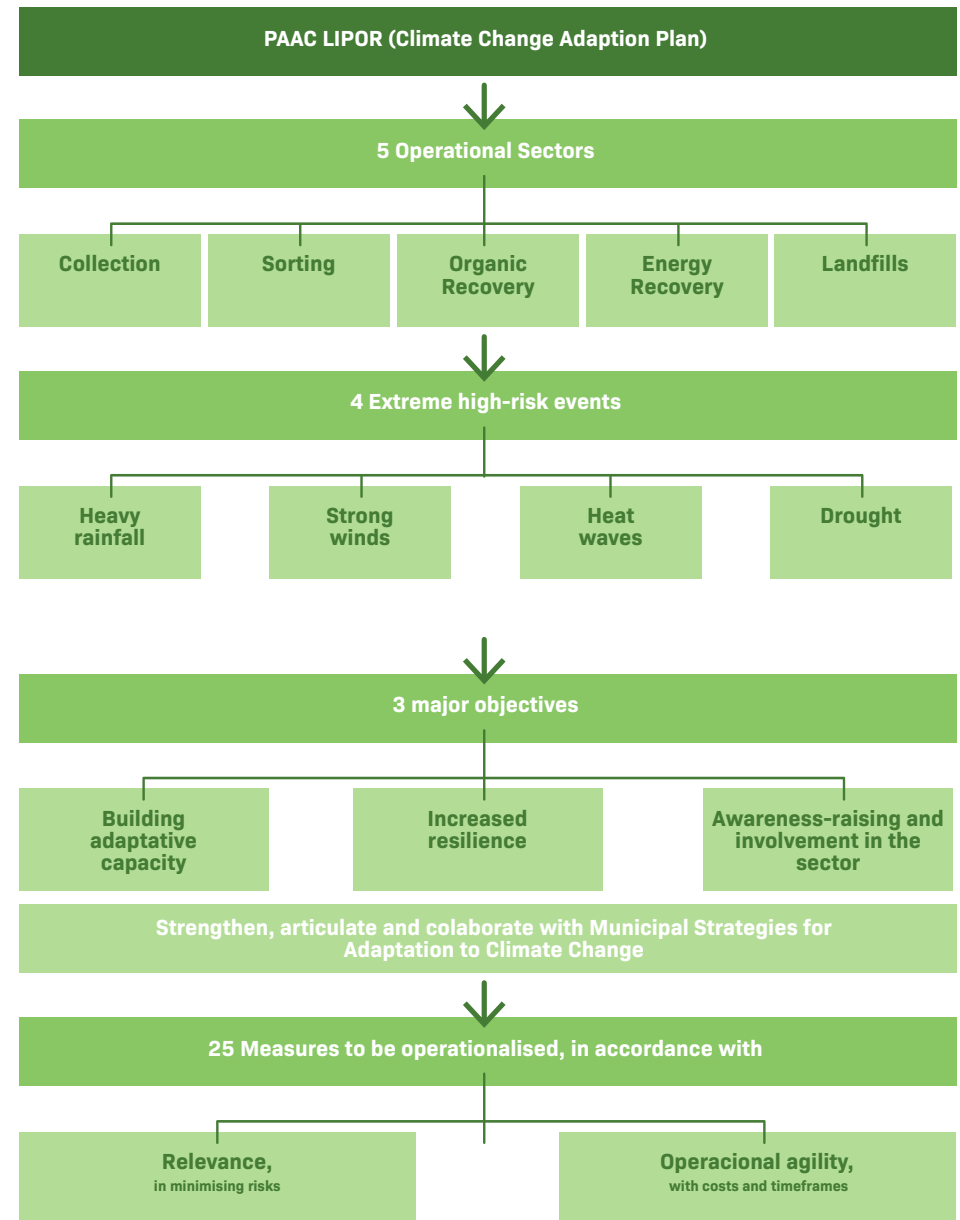 PAAC LIPOR (Climate Change Adaption Plan)
5 Operational Sectors
Collection
Sorting
Organic
Recovery
Energy
Recovery
Landfills
4 Extreme high-risk events
Heavy
rainfall
Strong
winds
Heat
waves
Drought
3 major objectives
Building
adaptative
capacity
Increased
resilience
Awareness-raising and
involvement in the
sector
Strengthen, articulate and colaborate with Municipal Strategies for
Adaptation to Climate Change
25 Measures to be operationalised, in accordance with
Relevance,
in minimising risks
Operacional agility,
with costs and timeframes